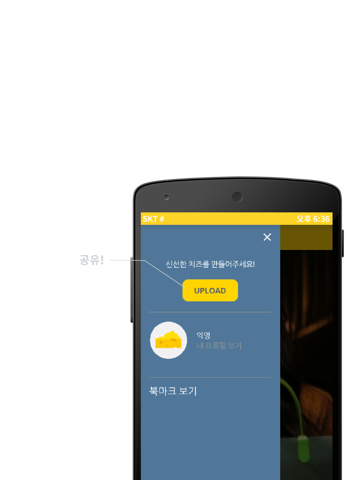 SKT # 오후 6:36
신선한 치즈를 만들어주세요!
공유!
UPLOAD
익명
내 프로필 보기
북마크 보기